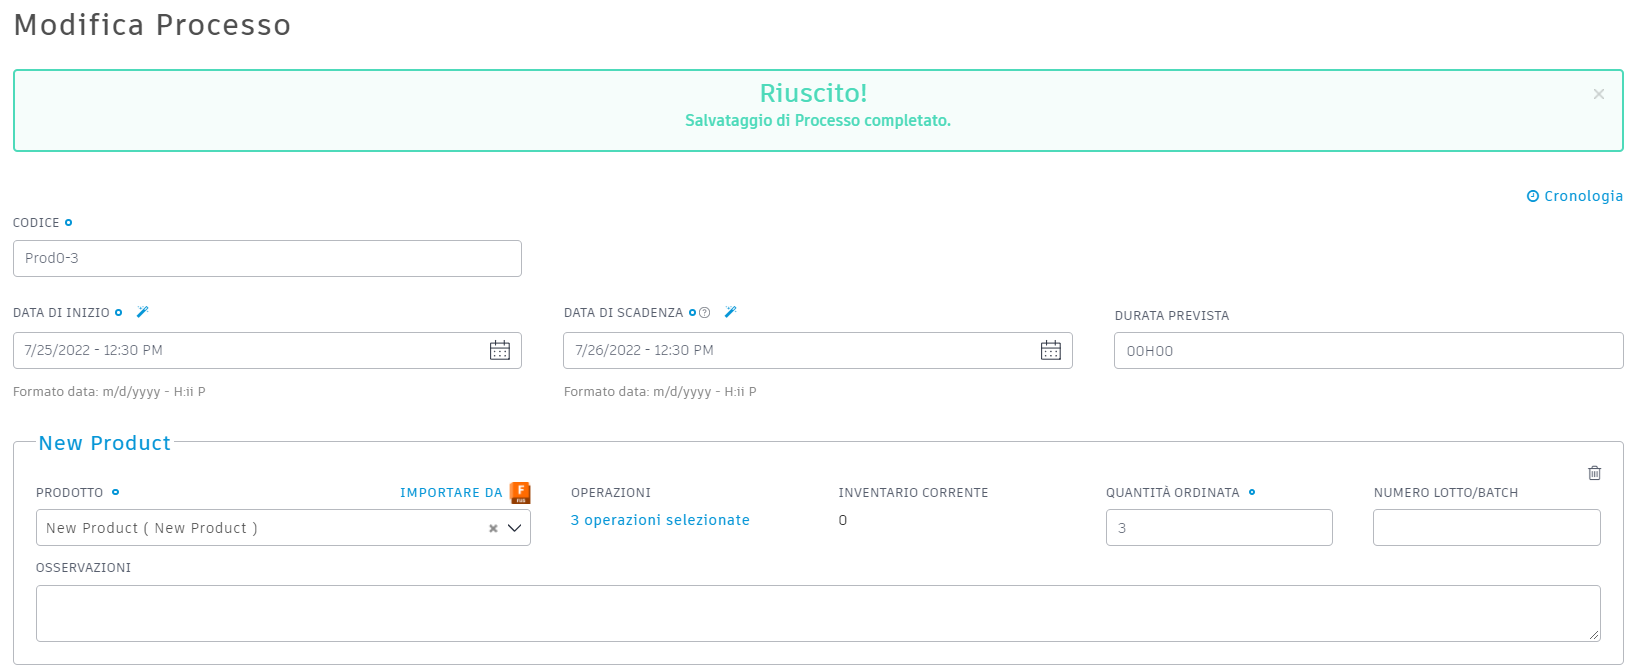 Modifica Processo
Riuscito!
×
Salvataggio di Processo completato.
Cronologia
CODICE
Prod0-3
DATA DI INIZIO
DATA DI SCADENZA ?
DURATA PREVISTA
7/25/2022 - 12:30 PM
7/26/2022 - 12:30 PM
00H00
Formato data: m/d/yyyy - H:ii P
Formato data: m/d/yyyy - H:ii P
New Product
PRODOTTO
IMPORTARE DA
F
OPERAZIONI
INVENTARIO CORRENTE
QUANTITÀ ORDINATA
NUMERO LOTTO/BATCH
New Product ( New Product )
×
3 operazioni selezionate
0
3
OSSERVAZIONI